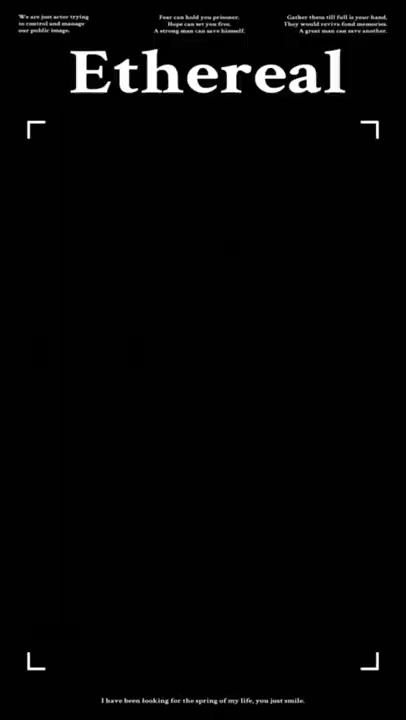 We are just actor trying
to control and manage
our public image.
Fear can hold you prisoner.
Hope can set you free.
A strong man can save himself.
Gather them till full is your hand,
They would revive fond memories.
A great man can save another.
Ethereal
I have been looking for the spring of my life, you just smile.